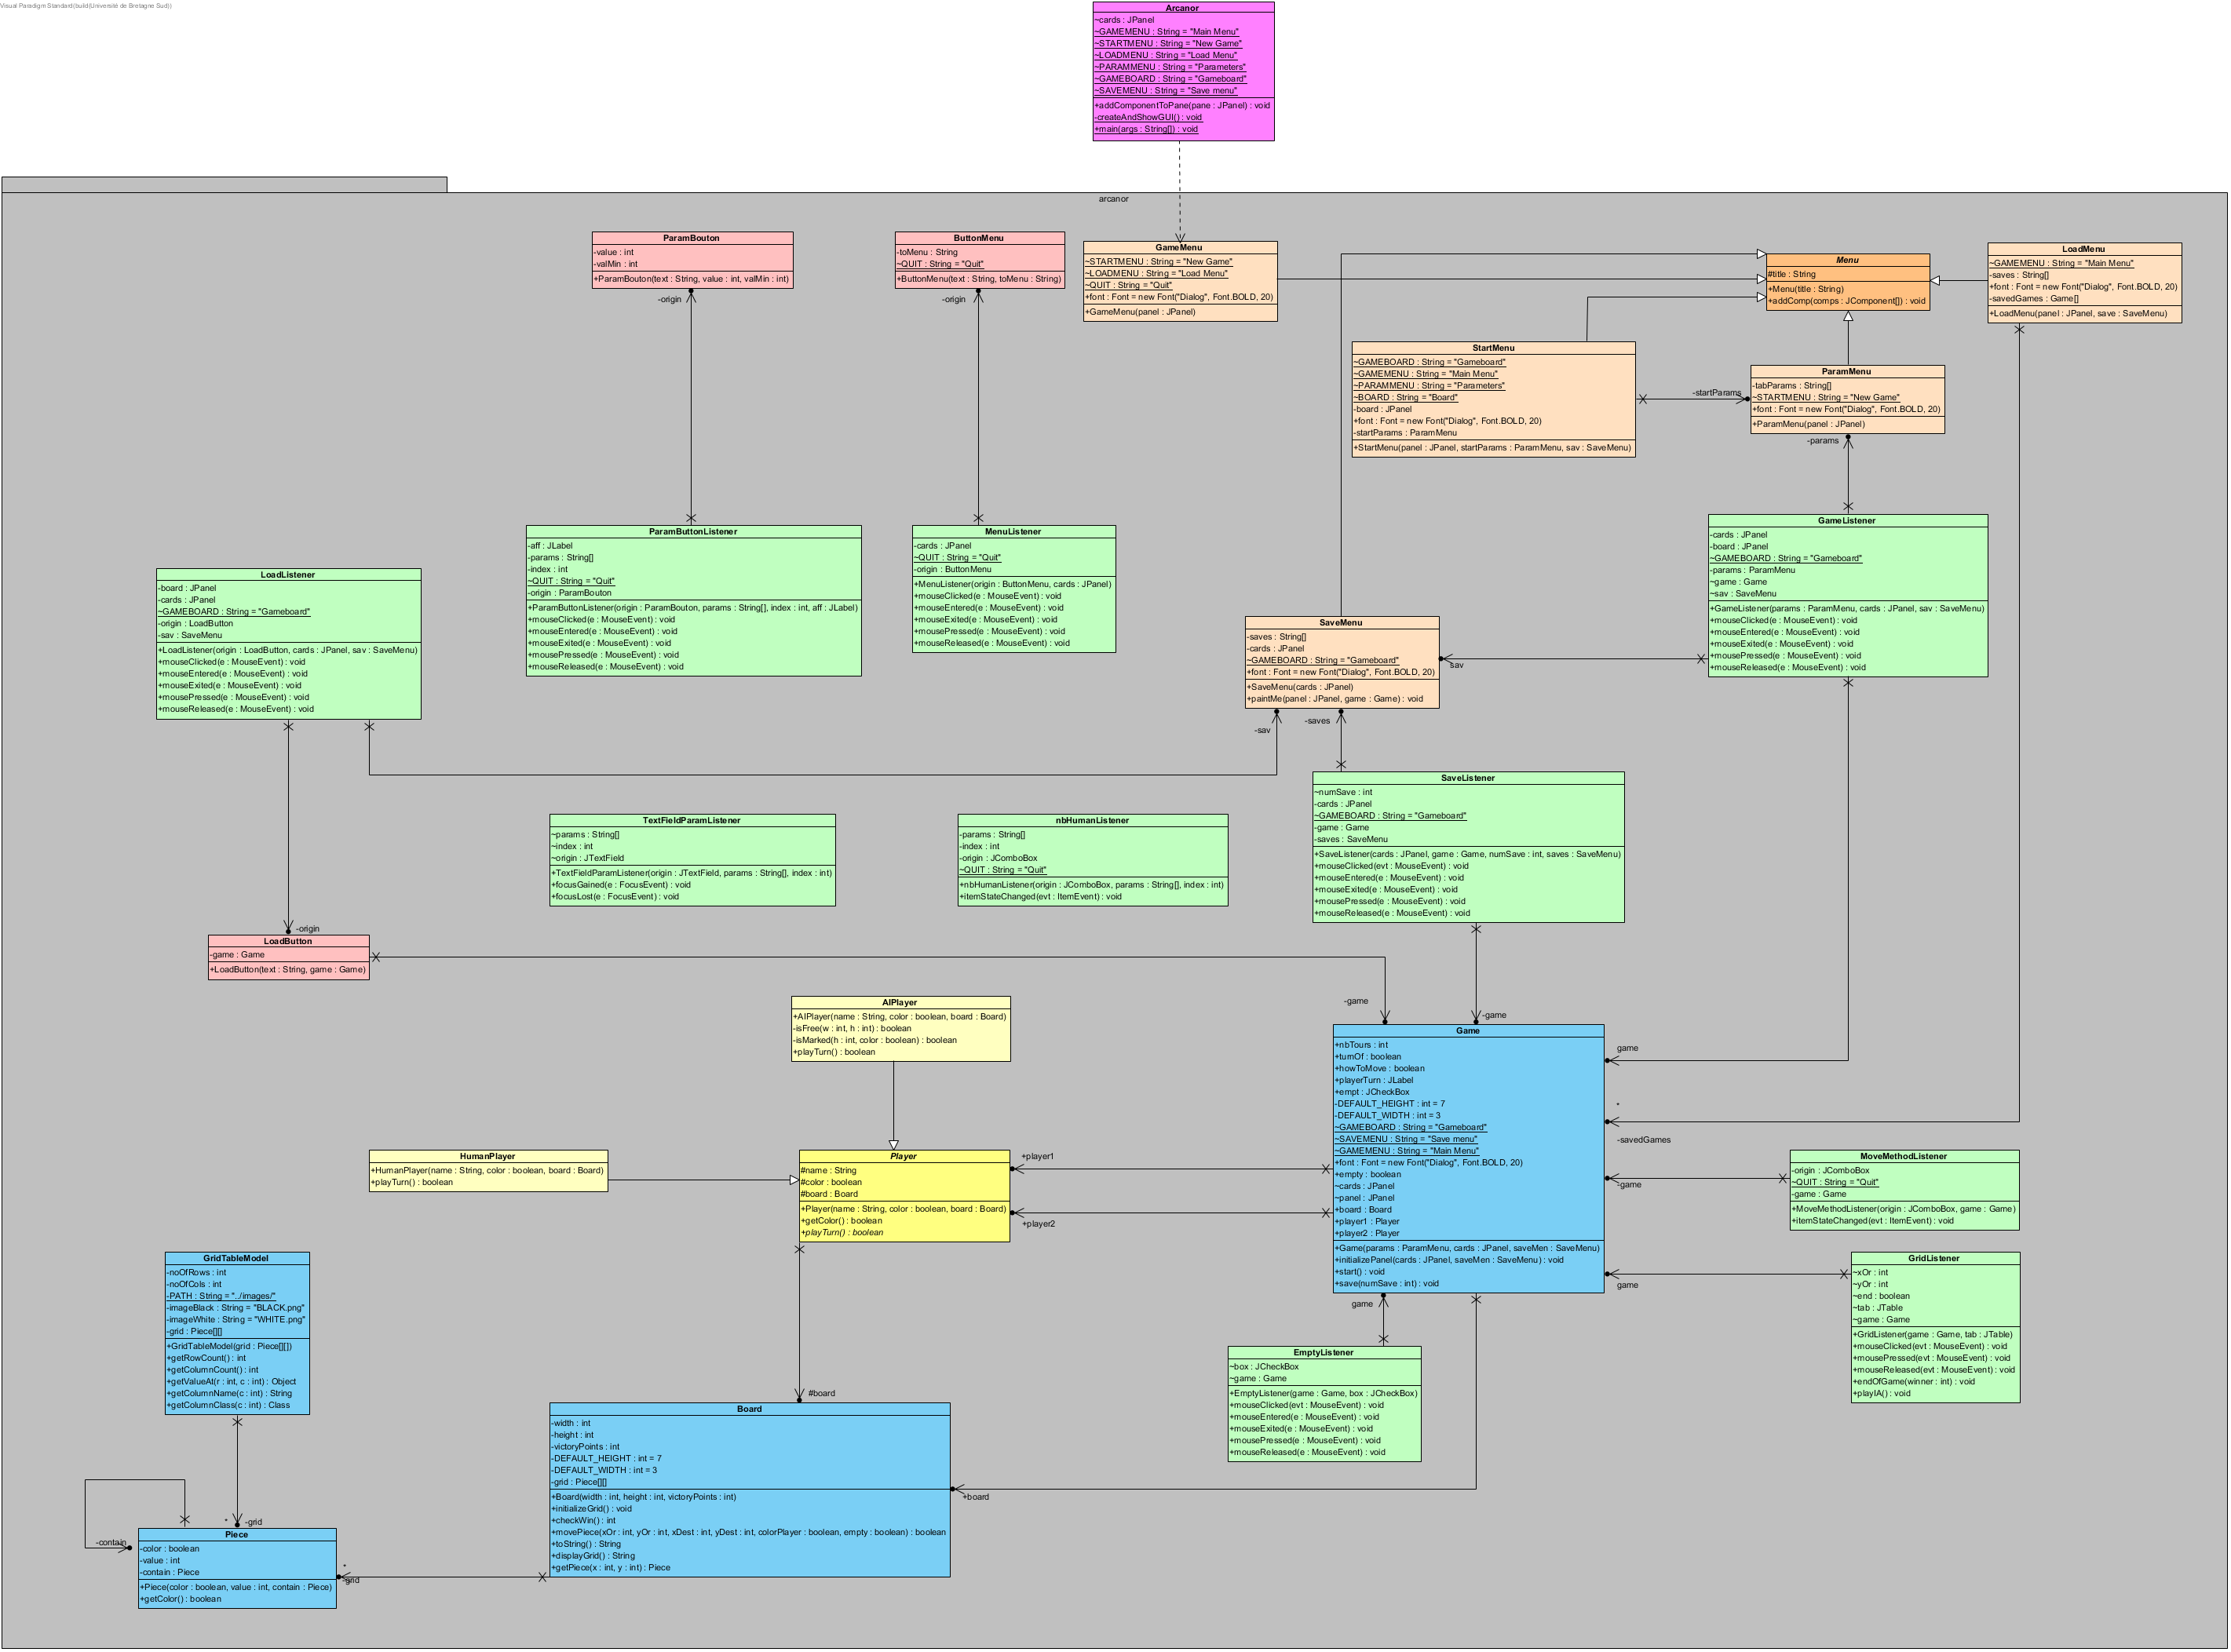 Visual Paradigm Standard(build(Université de Bretagne Sud))
Arcanor
~cards : JPanel
~GAMEMENU : String = "Main Menu"
~STARTMENU : String = "New Game"
~LOADMENU : String = "Load Menu"
~PARAMMENU : String = "Parameters"
~GAMEBOARD : String = "Gameboard"
~SAVEMENU : String = "Save menu"
+addComponentToPane(pane : JPanel) : void
-createAndShowGUI() : void
+main(args : String[]) : void
arcanor
ParamBouton
-value : int
-valMin : int
+ParamBouton(text : String, value : int, valMin : int)
-origin
ButtonMenu
-toMenu : String
~QUIT : String = "Quit"
+ButtonMenu(text : String, toMenu : String)
-origin
GameMenu
~STARTMENU : String = "New Game"
~LOADMENU : String = "Load Menu"
~QUIT : String = "Quit"
+font : Font = new Font("Dialog", Font.BOLD, 20)
+GameMenu(panel : JPanel)
Menu
#title : String
+Menu(title : String)
+addComp(comps : JComponent[]) : void
LoadMenu
~GAMEMENU : String = "Main Menu"
-saves : String[]
+font : Font = new Font("Dialog", Font.BOLD, 20)
-savedGames : Game[]
+LoadMenu(panel : JPanel, save : SaveMenu)
StartMenu
~GAMEBOARD : String = "Gameboard"
~GAMEMENU : String = "Main Menu"
~PARAMMENU : String = "Parameters"
~BOARD : String = "Board"
-board : JPanel
+font : Font = new Font("Dialog", Font.BOLD, 20)
-startParams : ParamMenu
+StartMenu(panel : JPanel, startParams : ParamMenu, sav : SaveMenu)
-startParams
ParamMenu
-tabParams : String[]
~STARTMENU : String = "New Game"
+font : Font = new Font("Dialog", Font.BOLD, 20)
+ParamMenu(panel : JPanel)
-params
LoadListener
-board : JPanel
-cards : JPanel
~GAMEBOARD : String = "Gameboard"
-origin : LoadButton
-sav : SaveMenu
+LoadListener(origin : LoadButton, cards : JPanel, sav : SaveMenu)
+mouseClicked(e : MouseEvent) : void
+mouseEntered(e : MouseEvent) : void
+mouseExited(e : MouseEvent) : void
+mousePressed(e : MouseEvent) : void
+mouseReleased(e : MouseEvent) : void
ParamButtonListener
-aff : JLabel
-params : String[]
-index : int
~QUIT : String = "Quit"
-origin : ParamBouton
+ParamButtonListener(origin : ParamBouton, params : String[], index : int, aff : JLabel)
+mouseClicked(e : MouseEvent) : void
+mouseEntered(e : MouseEvent) : void
+mouseExited(e : MouseEvent) : void
+mousePressed(e : MouseEvent) : void
+mouseReleased(e : MouseEvent) : void
MenuListener
-cards : JPanel
~QUIT : String = "Quit"
-origin : ButtonMenu
+MenuListener(origin : ButtonMenu, cards : JPanel)
+mouseClicked(e : MouseEvent) : void
+mouseEntered(e : MouseEvent) : void
+mouseExited(e : MouseEvent) : void
+mousePressed(e : MouseEvent) : void
+mouseReleased(e : MouseEvent) : void
GameListener
-cards : JPanel
-board : JPanel
~GAMEBOARD : String = "Gameboard"
-params : ParamMenu
~game : Game
~sav : SaveMenu
+GameListener(params : ParamMenu, cards : JPanel, sav : SaveMenu)
+mouseClicked(e : MouseEvent) : void
+mouseEntered(e : MouseEvent) : void
+mouseExited(e : MouseEvent) : void
+mousePressed(e : MouseEvent) : void
+mouseReleased(e : MouseEvent) : void
SaveMenu
-saves : String[]
-cards : JPanel
~GAMEBOARD : String = "Gameboard"
+font : Font = new Font("Dialog", Font.BOLD, 20)
+SaveMenu(cards : JPanel)
+paintMe(panel : JPanel, game : Game) : void
sav
-sav
-saves
SaveListener
~numSave : int
-cards : JPanel
~GAMEBOARD : String = "Gameboard"
-game : Game
-saves : SaveMenu
+SaveListener(cards : JPanel, game : Game, numSave : int, saves : SaveMenu)
+mouseClicked(evt : MouseEvent) : void
+mouseEntered(e : MouseEvent) : void
+mouseExited(e : MouseEvent) : void
+mousePressed(e : MouseEvent) : void
+mouseReleased(e : MouseEvent) : void
TextFieldParamListener
~params : String[]
~index : int
~origin : JTextField
+TextFieldParamListener(origin : JTextField, params : String[], index : int)
+focusGained(e : FocusEvent) : void
+focusLost(e : FocusEvent) : void
nbHumanListener
-params : String[]
-index : int
-origin : JComboBox
~QUIT : String = "Quit"
+nbHumanListener(origin : JComboBox, params : String[], index : int)
+itemStateChanged(evt : ItemEvent) : void
-origin
LoadButton
-game : Game
+LoadButton(text : String, game : Game)
-game
-game
AIPlayer
+AIPlayer(name : String, color : boolean, board : Board)
-isFree(w : int, h : int) : boolean
-isMarked(h : int, color : boolean) : boolean
+playTurn() : boolean
Game
+nbTours : int
+turnOf : boolean
+howToMove : boolean
+playerTurn : JLabel
+empt : JCheckBox
-DEFAULT_HEIGHT : int = 7
-DEFAULT_WIDTH : int = 3
~GAMEBOARD : String = "Gameboard"
~SAVEMENU : String = "Save menu"
~GAMEMENU : String = "Main Menu"
+font : Font = new Font("Dialog", Font.BOLD, 20)
+empty : boolean
~cards : JPanel
~panel : JPanel
+board : Board
+player1 : Player
+player2 : Player
+Game(params : ParamMenu, cards : JPanel, saveMen : SaveMenu)
+initializePanel(cards : JPanel, saveMen : SaveMenu) : void
+start() : void
+save(numSave : int) : void
game
*
-savedGames
-game
game
HumanPlayer
+HumanPlayer(name : String, color : boolean, board : Board)
+playTurn() : boolean
Player
#name : String
#color : boolean
#board : Board
+Player(name : String, color : boolean, board : Board)
+getColor() : boolean
+playTurn() : boolean
+player1
+player2
MoveMethodListener
-origin : JComboBox
~QUIT : String = "Quit"
-game : Game
+MoveMethodListener(origin : JComboBox, game : Game)
+itemStateChanged(evt : ItemEvent) : void
GridTableModel
-noOfRows : int
-noOfCols : int
-PATH : String = "../images/"
-imageBlack : String = "BLACK.png"
-imageWhite : String = "WHITE.png"
-grid : Piece[][]
+GridTableModel(grid : Piece[][])
+getRowCount() : int
+getColumnCount() : int
+getValueAt(r : int, c : int) : Object
+getColumnName(c : int) : String
+getColumnClass(c : int) : Class
GridListener
~xOr : int
~yOr : int
~end : boolean
~tab : JTable
~game : Game
+GridListener(game : Game, tab : JTable)
+mouseClicked(evt : MouseEvent) : void
+mousePressed(evt : MouseEvent) : void
+mouseReleased(evt : MouseEvent) : void
+endOfGame(winner : int) : void
+playIA() : void
game
EmptyListener
~box : JCheckBox
~game : Game
+EmptyListener(game : Game, box : JCheckBox)
+mouseClicked(evt : MouseEvent) : void
+mouseEntered(e : MouseEvent) : void
+mouseExited(e : MouseEvent) : void
+mousePressed(e : MouseEvent) : void
+mouseReleased(e : MouseEvent) : void
#board
Board
-width : int
-height : int
-victoryPoints : int
-DEFAULT_HEIGHT : int = 7
-DEFAULT_WIDTH : int = 3
-grid : Piece[][]
+Board(width : int, height : int, victoryPoints : int)
+initializeGrid() : void
+checkWin() : int
+movePiece(xOr : int, yOr : int, xDest : int, yDest : int, colorPlayer : boolean, empty : boolean) : boolean
+toString() : String
+displayGrid() : String
+getPiece(x : int, y : int) : Piece
+board
* -grid
-contain
Piece
-color : boolean
-value : int
-contain : Piece
+Piece(color : boolean, value : int, contain : Piece)
+getColor() : boolean
*
-grid